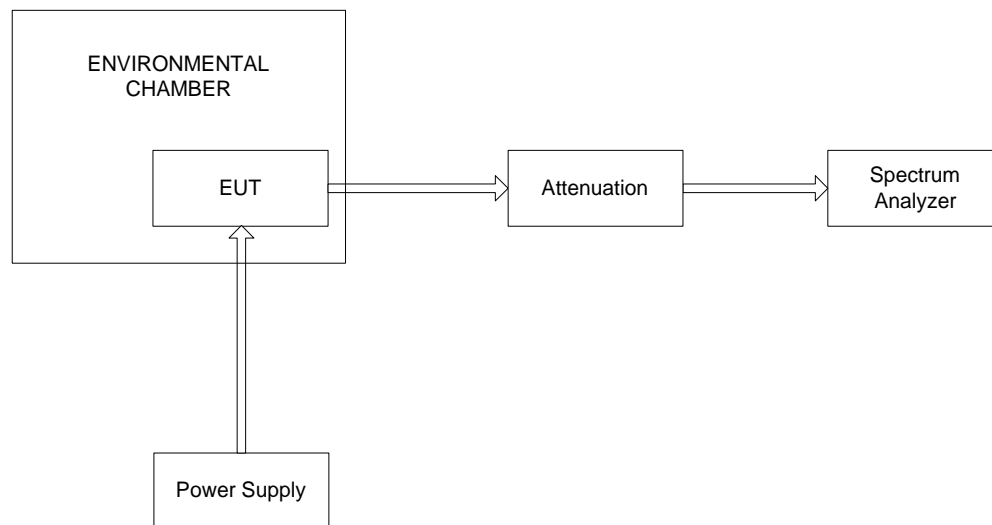 ENVIRONMENTAL
CHAMBER
EUT
Attenuation
Spectrum
Analyzer
Power Supply